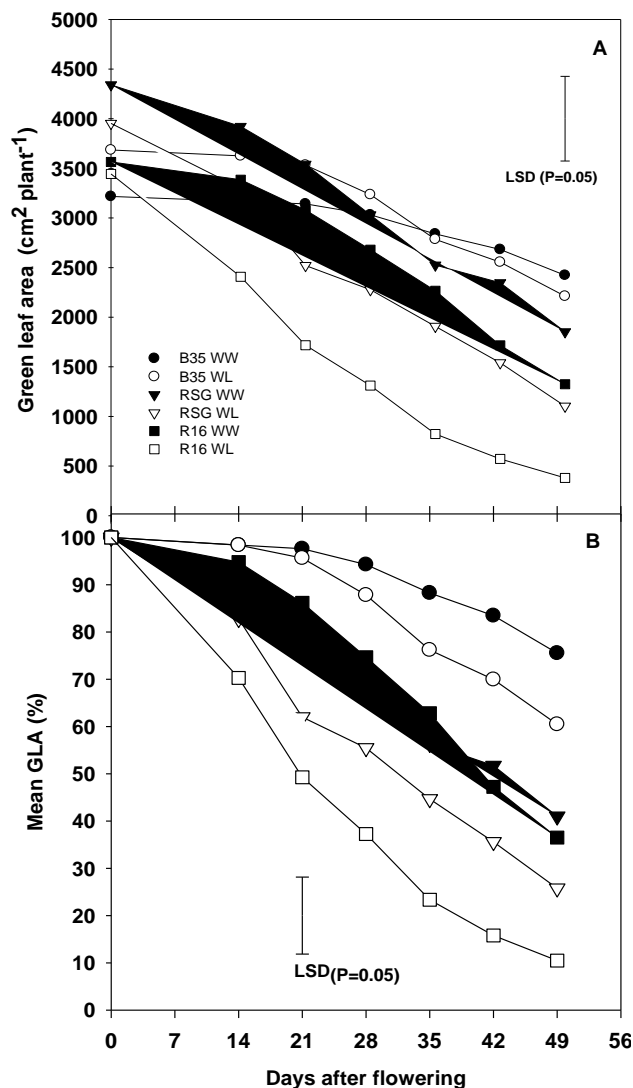 5000
A
4500
4000
3500
LSD (P=0.05)
3000
2500
2000
1500
1000
500
0
Green leaf area (cm² plant⁻¹)
B35 WW
B35 WL
RSG WW
RSG WL
R16 WW
R16 WL
B
100
90
80
70
60
50
40
30
20
10
0
Mean GLA (%)
LSD(P=0.05)
0 7 14 21 28 35 42 49 56
Days after flowering